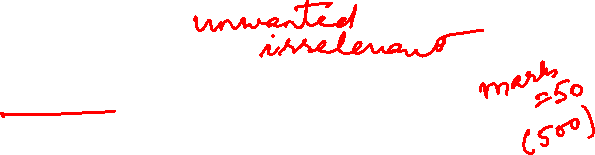 unwanted
irrelevant
marks
=50
(500)